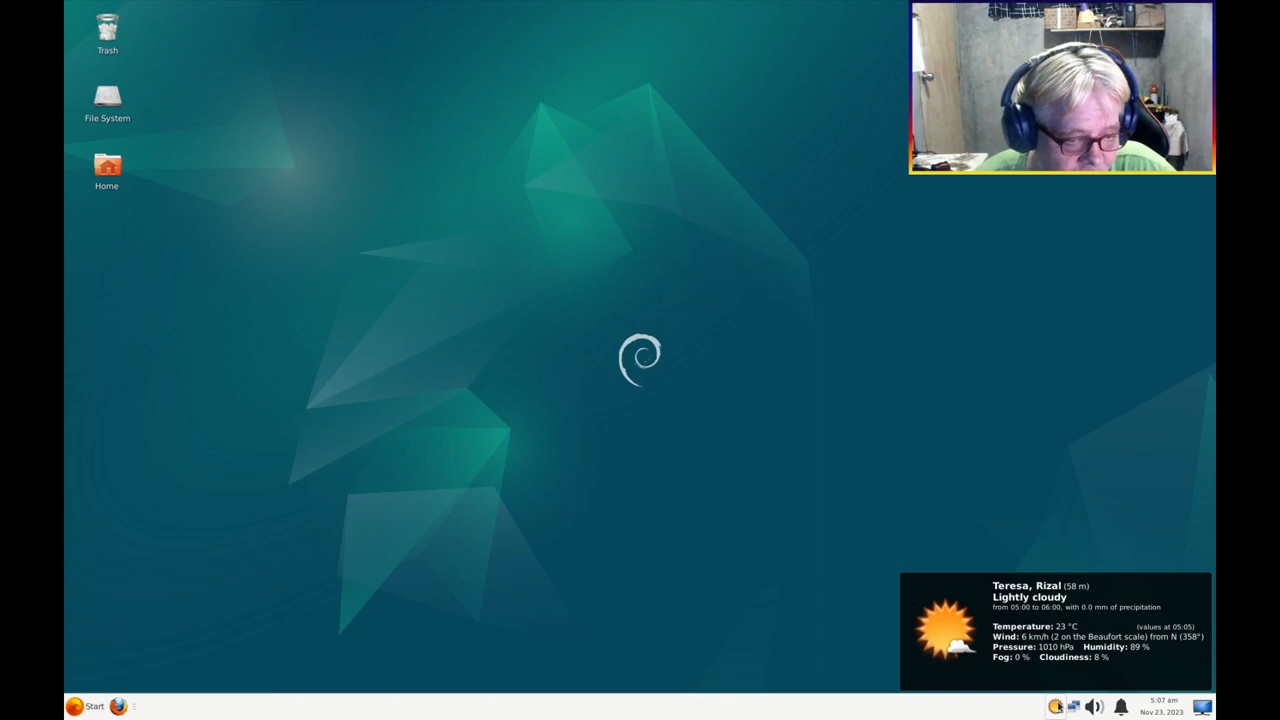 Trash
File System
Home
Teresa, Rizal (58 m)
Lightly cloudy
from 05:00 to 06:00, with 0.0 mm of precipitation
Temperature: 23 °C (values at 05:05)
Wind: 6 km/h (2 on the Beaufort scale) from N (358°)
Pressure: 1010 hPa Humidity: 89 %
Fog: 0 % Cloudiness: 8 %
Start
5:07 am
Nov 23, 2023